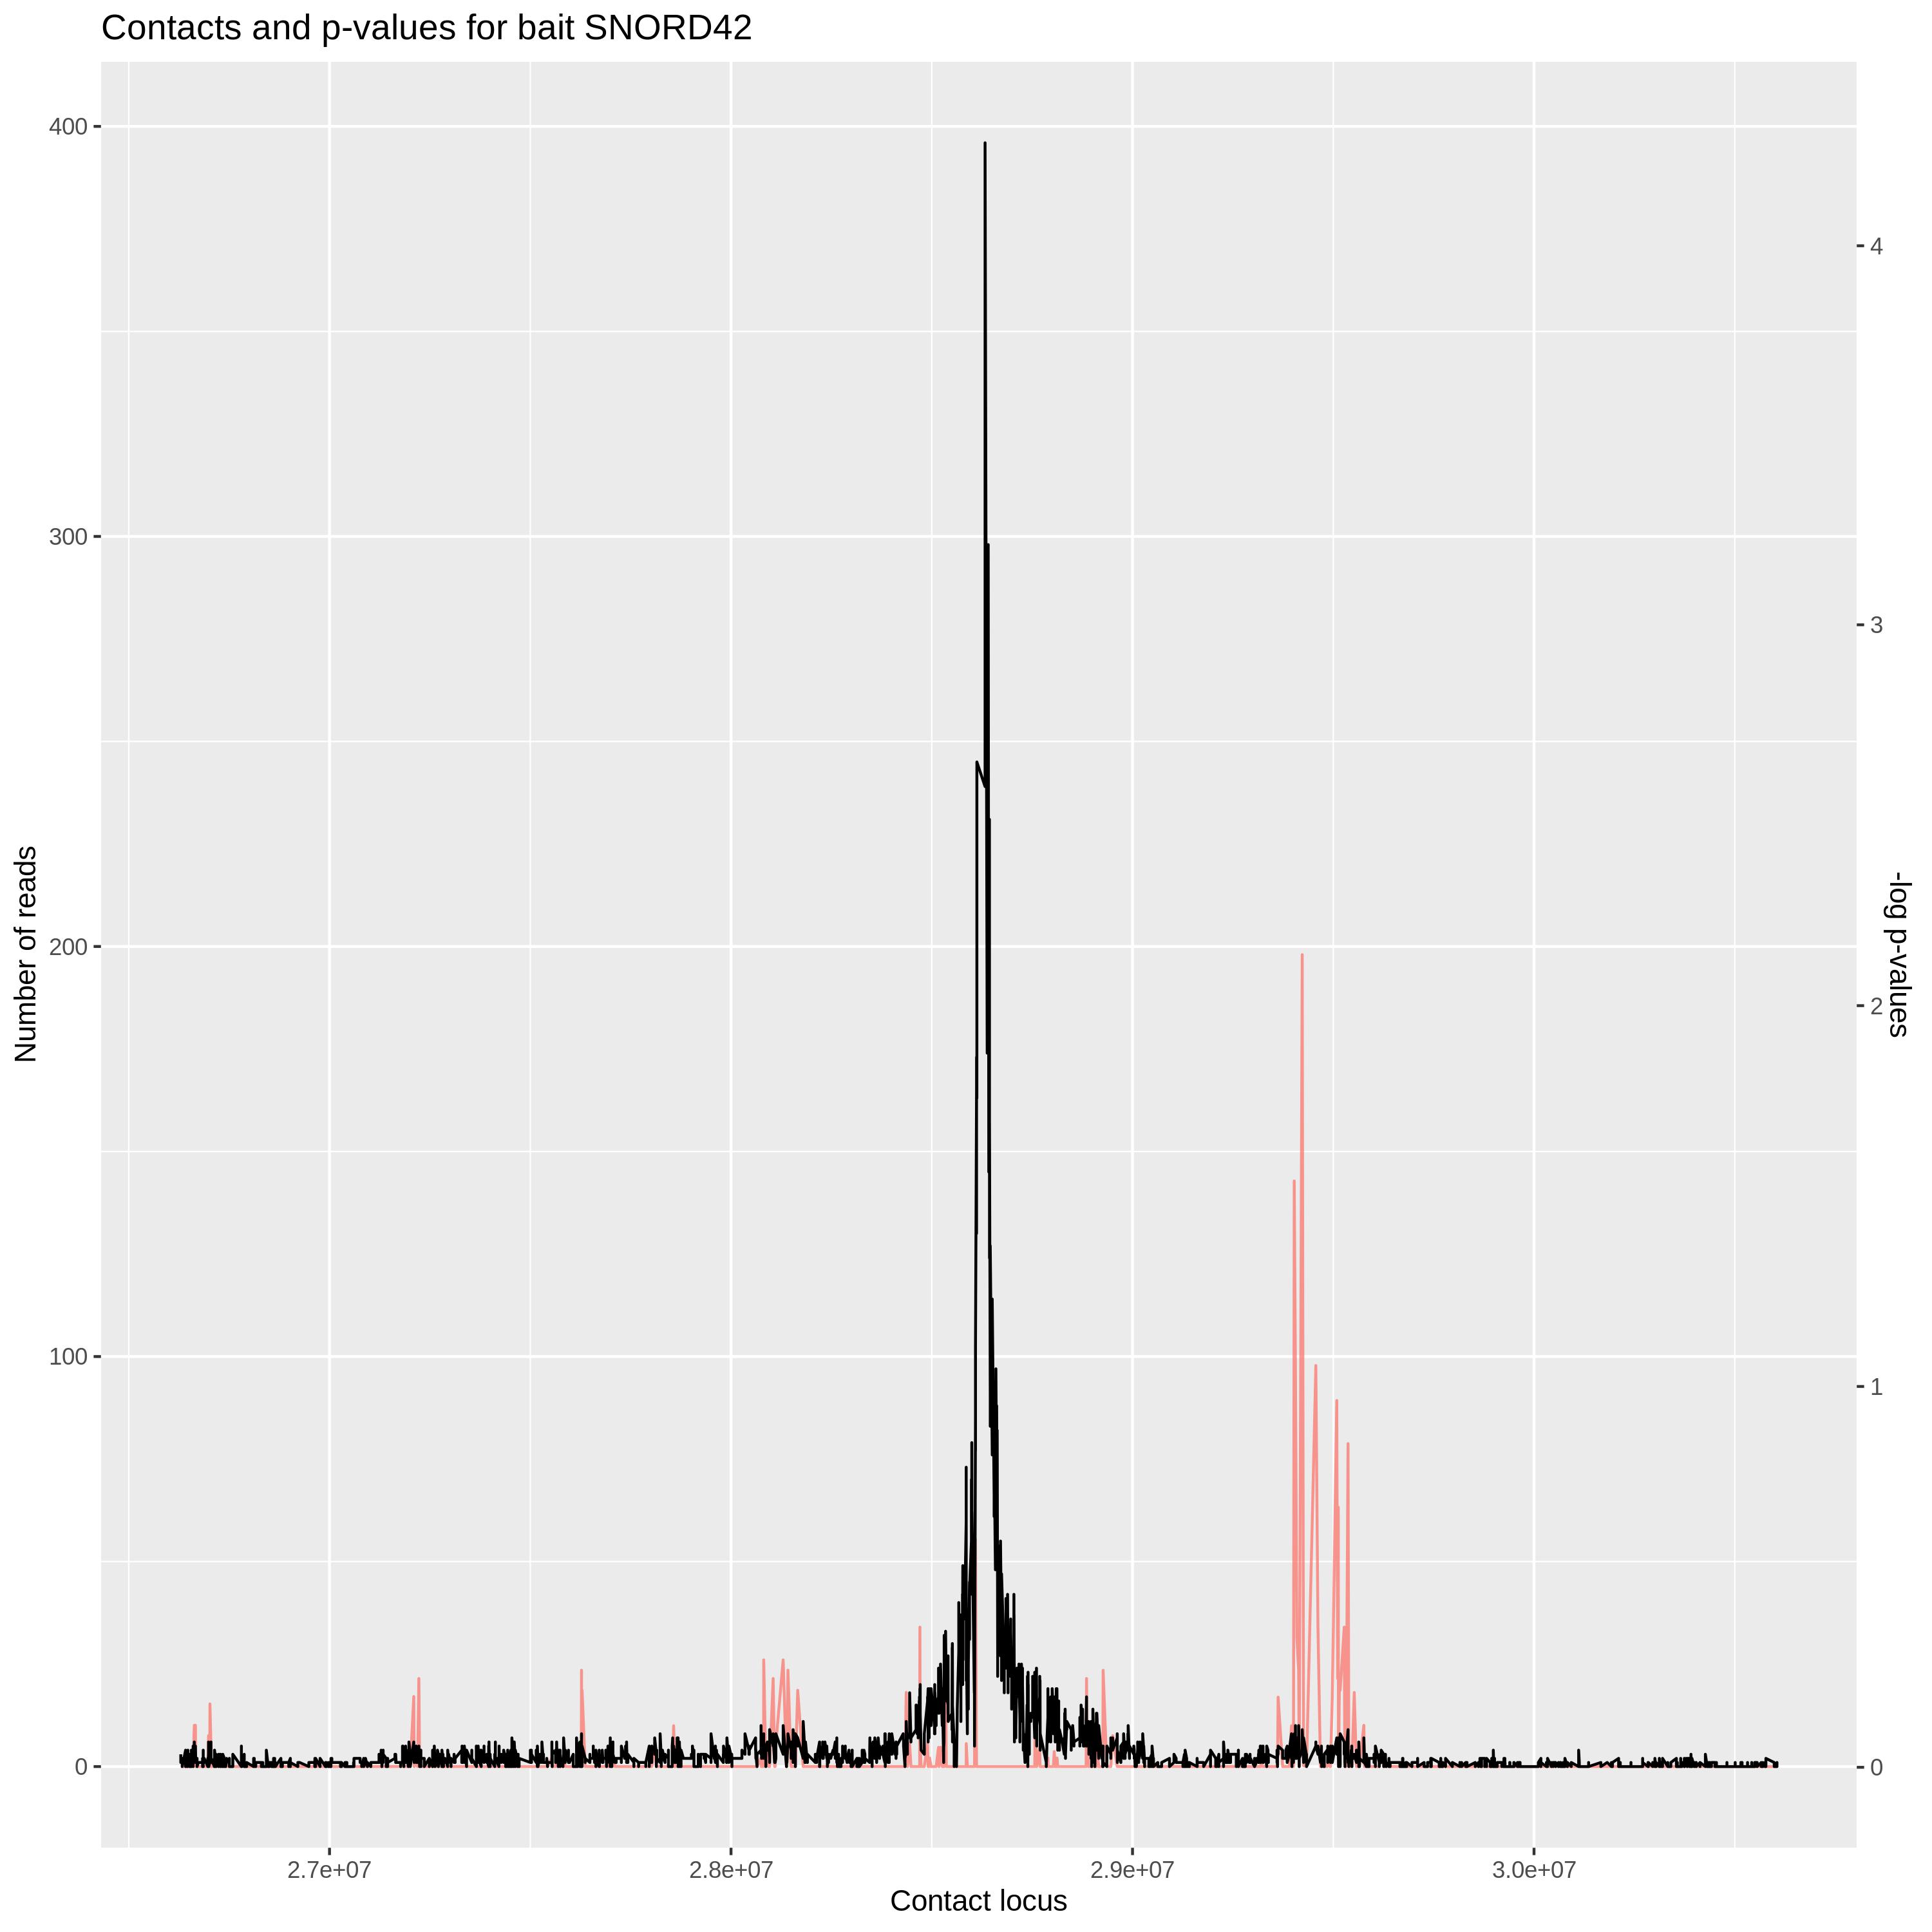 Contacts and p-values for bait SNORD42
400
300
200
100
0
Number of reads
4
3
2
1
0
-log p-values
2.7e+07 2.8e+07 2.9e+07 3.0e+07
Contact locus